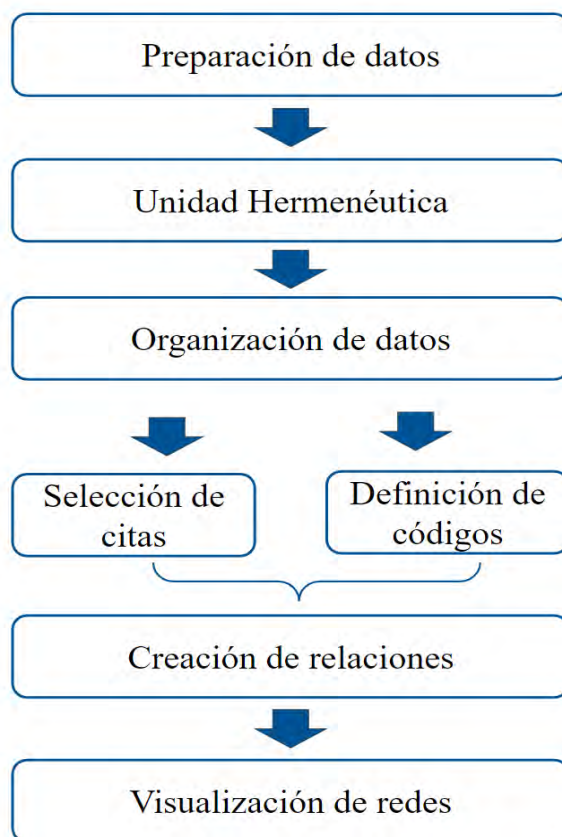 Preparación de datos
Unidad Hermenéutica
Organización de datos
Selección de
citas
Definición de
códigos
Creación de relaciones
Visualización de redes